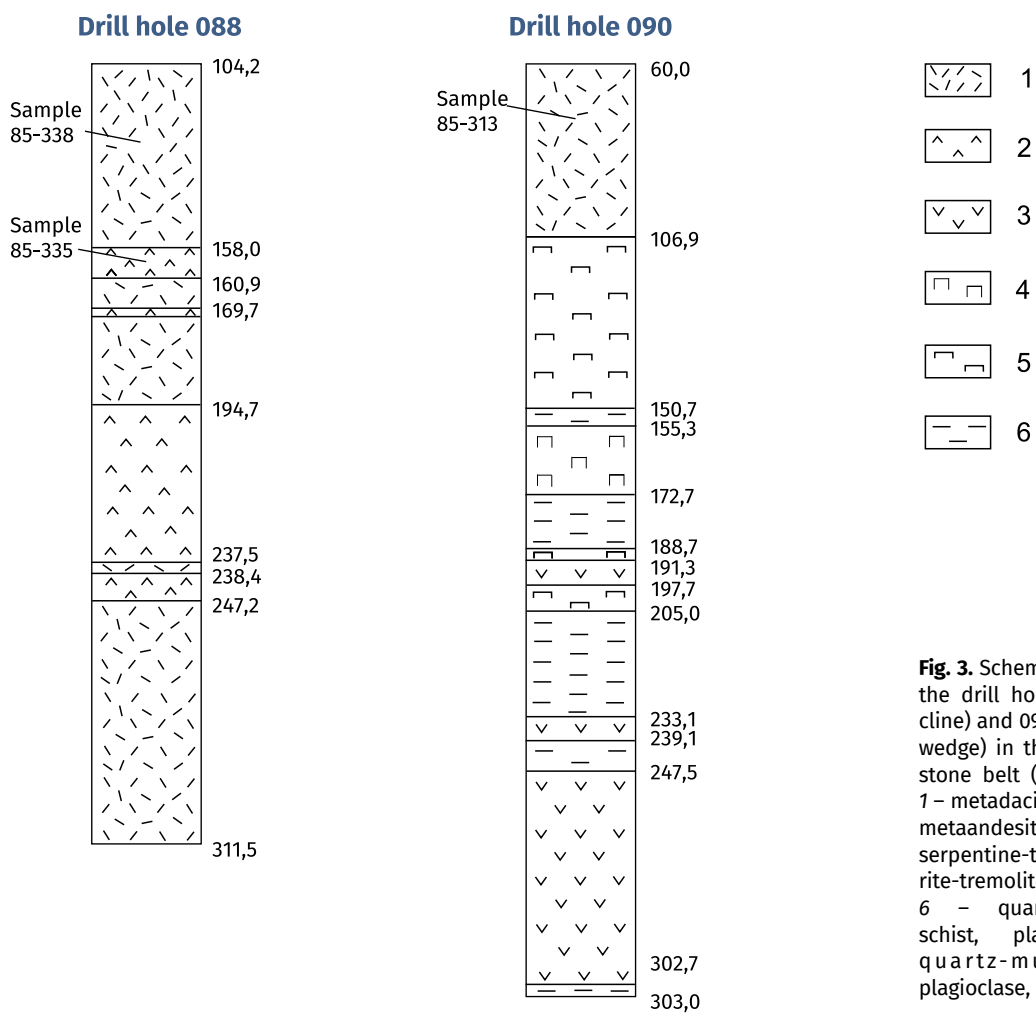 Drill hole 088
104,2
Sample
85-338
Sample
85-335
158,0
160,9
169,7
194,7
237,5
238,4
247,2
311,5
Drill hole 090
60,0
Sample
85-313
106,9
150,7
155,3
172,7
188,7
191,3
197,7
205,0
233,1
239,1
247,5
302,7
303,0
1
2
3
4
5
6
Fig. 3. Schem
the drill ho
cline) and 09
wedge) in th
stone belt (
1 – metadaci
metaandesit
serpentine-t
rite-tremolit
6 – quar
schist, pla
quartz-mu
plagioclase,